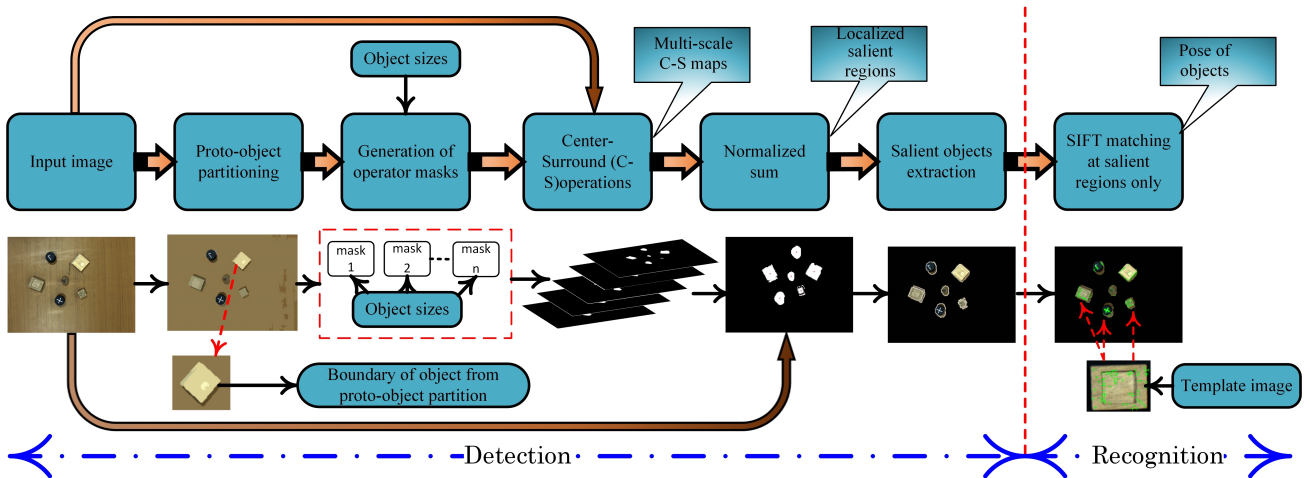 Multi-scale
C-S maps
Localized
salient
regions
Pose of
objects
Object sizes
Input image
Proto-object
partitioning
Generation of
operator masks
Center-
Surround (C-
S)operations
Normalized
sum
Salient objects
extraction
SIFT matching
at salient
regions only
mask
1
mask
2
mask
n
Object sizes
Boundary of object from
proto-object partition
Template image
Detection
Recognition